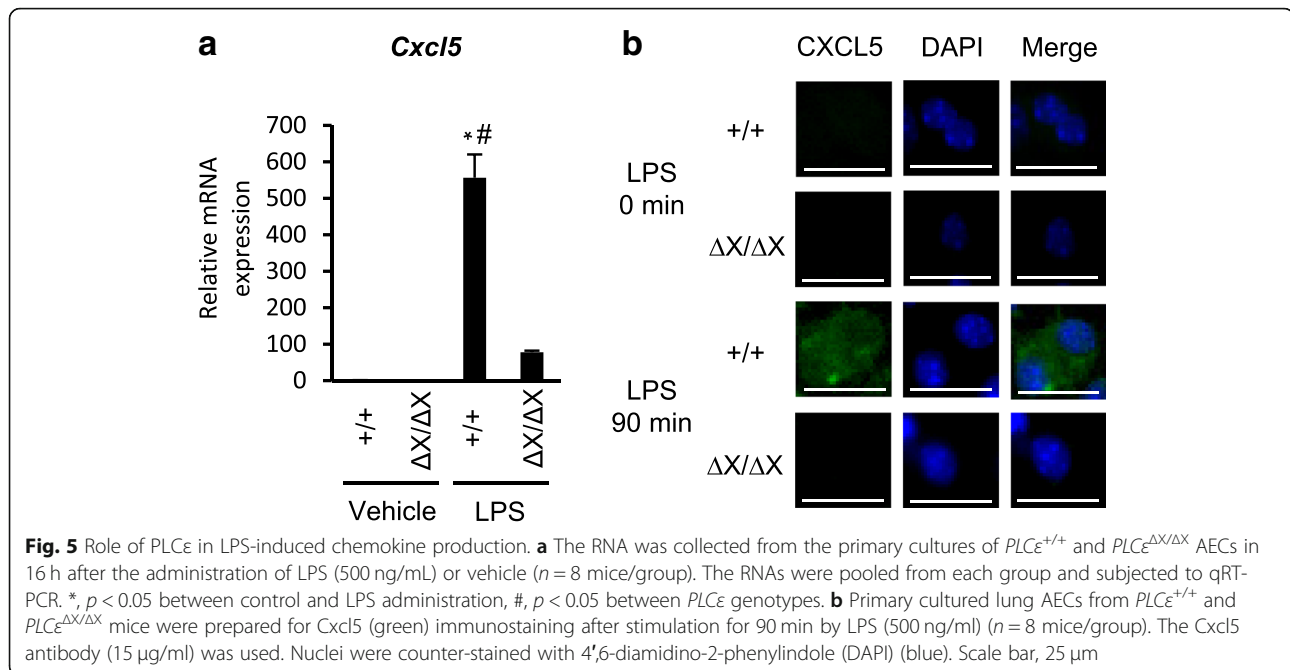 a
Cxcl5
Relative mRNA
expression
700
600
500
400
300
200
100
0
*#
+/+
ΔX/ΔX
+/+
ΔX/ΔX
Vehicle
LPS
b
CXCL5 DAPI Merge
LPS
0 min
+/+
ΔX/ΔX
LPS
90 min
+/+
ΔX/ΔX
Fig. 5 Role of PLCε in LPS-induced chemokine production. a The RNA was collected from the primary cultures of PLCε+/+ and PLCεΔX/ΔX AECs in
16 h after the administration of LPS (500 ng/mL) or vehicle (n = 8 mice/group). The RNAs were pooled from each group and subjected to qRT-
PCR. *, p < 0.05 between control and LPS administration, #, p < 0.05 between PLCε genotypes. b Primary cultured lung AECs from PLCε+/+ and
PLCεΔX/ΔX mice were prepared for Cxcl5 (green) immunostaining after stimulation for 90 min by LPS (500 ng/ml) (n = 8 mice/group). The Cxcl5
antibody (15 μg/ml) was used. Nuclei were counter-stained with 4′,6-diamidino-2-phenylindole (DAPI) (blue). Scale bar, 25 μm